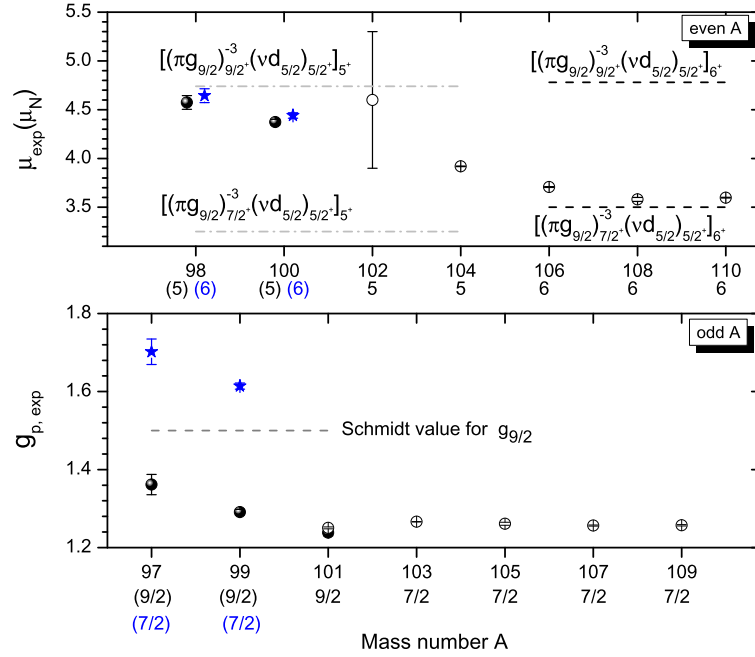 5.5
even A
[(πg9/2)-3 9/2+(νd5/2)5/2+]5+
[(πg9/2)-3 9/2+(νd5/2)5/2+]6+
5.0
4.5
μexp(μN)
4.0
3.5
[(πg9/2)-3 7/2+(νd5/2)5/2+]5+
[(πg9/2)-3 7/2+(νd5/2)5/2+]6+
98 100 102 104 106 108 110
(5) (6) (5) (6) 5 5 6 6 6
1.8
odd A
1.6
gp, exp
Schmidt value for g9/2
1.4
1.2
97 99 101 103 105 107 109
(9/2) (9/2) 9/2 7/2 7/2 7/2 7/2
(7/2) (7/2)
Mass number A